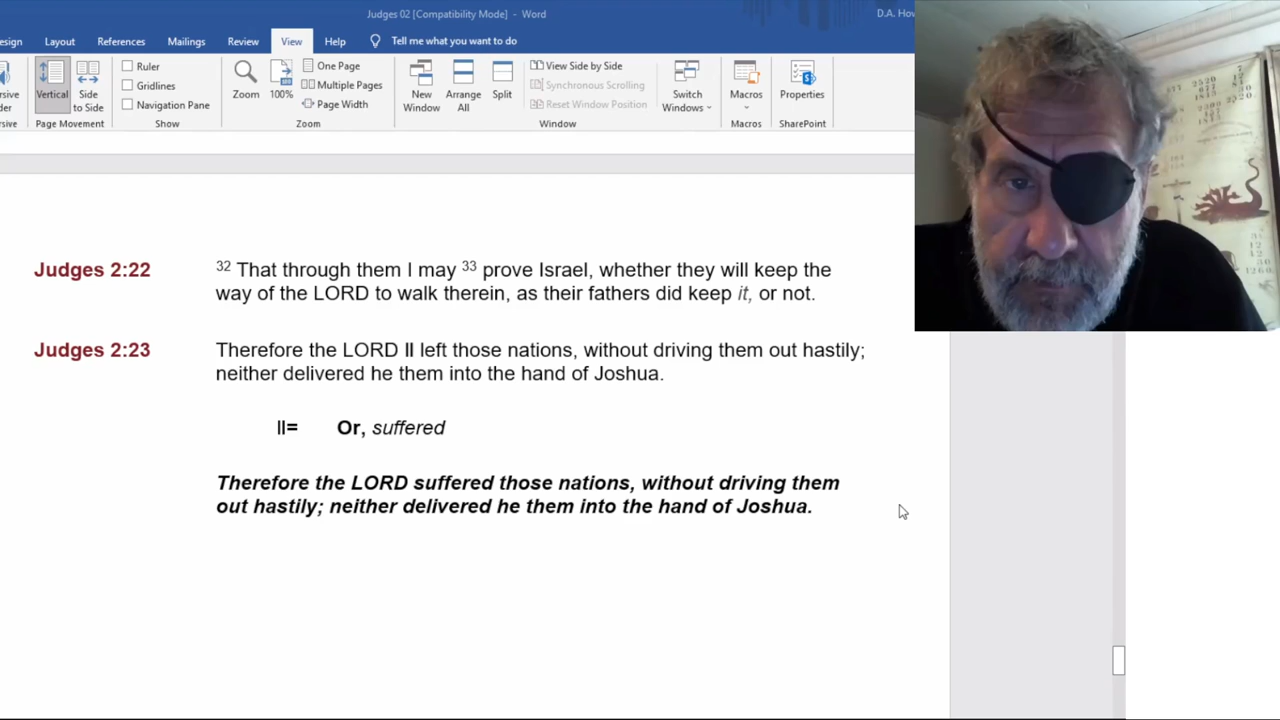 Judges 02 [Compatibility Mode] - Word
D.A. How
esign Layout References Mailings Review View Help Tell me what you want to do
Ruler
Gridlines
Navigation Pane
One Page
Multiple Pages
Page Width
View Side by Side
Synchronous Scrolling
Reset Window Position
Vertical
Side
to Side
Zoom
100%
New
Window
Arrange
All
Split
Switch
Windows
Macros
Properties
Page Movement
Show
Zoom
Window
Macros
SharePoint
Judges 2:22 32 That through them I may 33 prove Israel, whether they will keep the
way of the LORD to walk therein, as their fathers did keep it, or not.
Judges 2:23 Therefore the LORD ll left those nations, without driving them out hastily;
neither delivered he them into the hand of Joshua.
ll= Or, suffered
Therefore the LORD suffered those nations, without driving them
out hastily; neither delivered he them into the hand of Joshua.
2520
1260